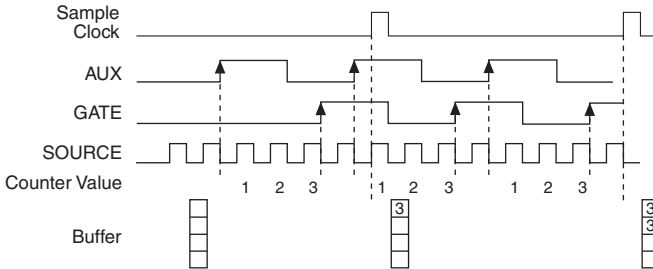 Sample
Clock
AUX
GATE
SOURCE
Counter Value 1 2 3 1 2 3 1 2 3
3 3
3
Buffer